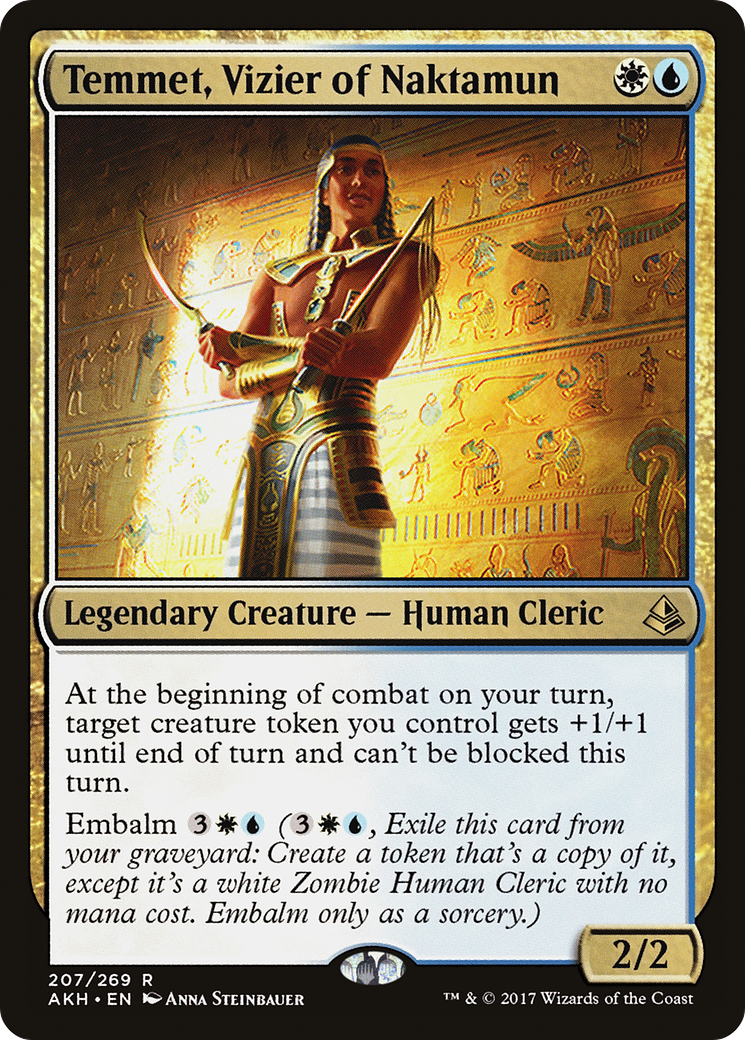 Temmet, Vizier of Naktamun
Legendary Creature — Human Cleric
At the beginning of combat on your turn,
target creature token you control gets +1/+1
until end of turn and can't be blocked this
turn.
Embalm 3 (3, Exile this card from
your graveyard: Create a token that's a copy of it,
except it's a white Zombie Human Cleric with no
mana cost. Embalm only as a sorcery.)
2/2
207/269 R
AKH • EN Anna Steinbauer
™ & © 2017 Wizards of the Coast